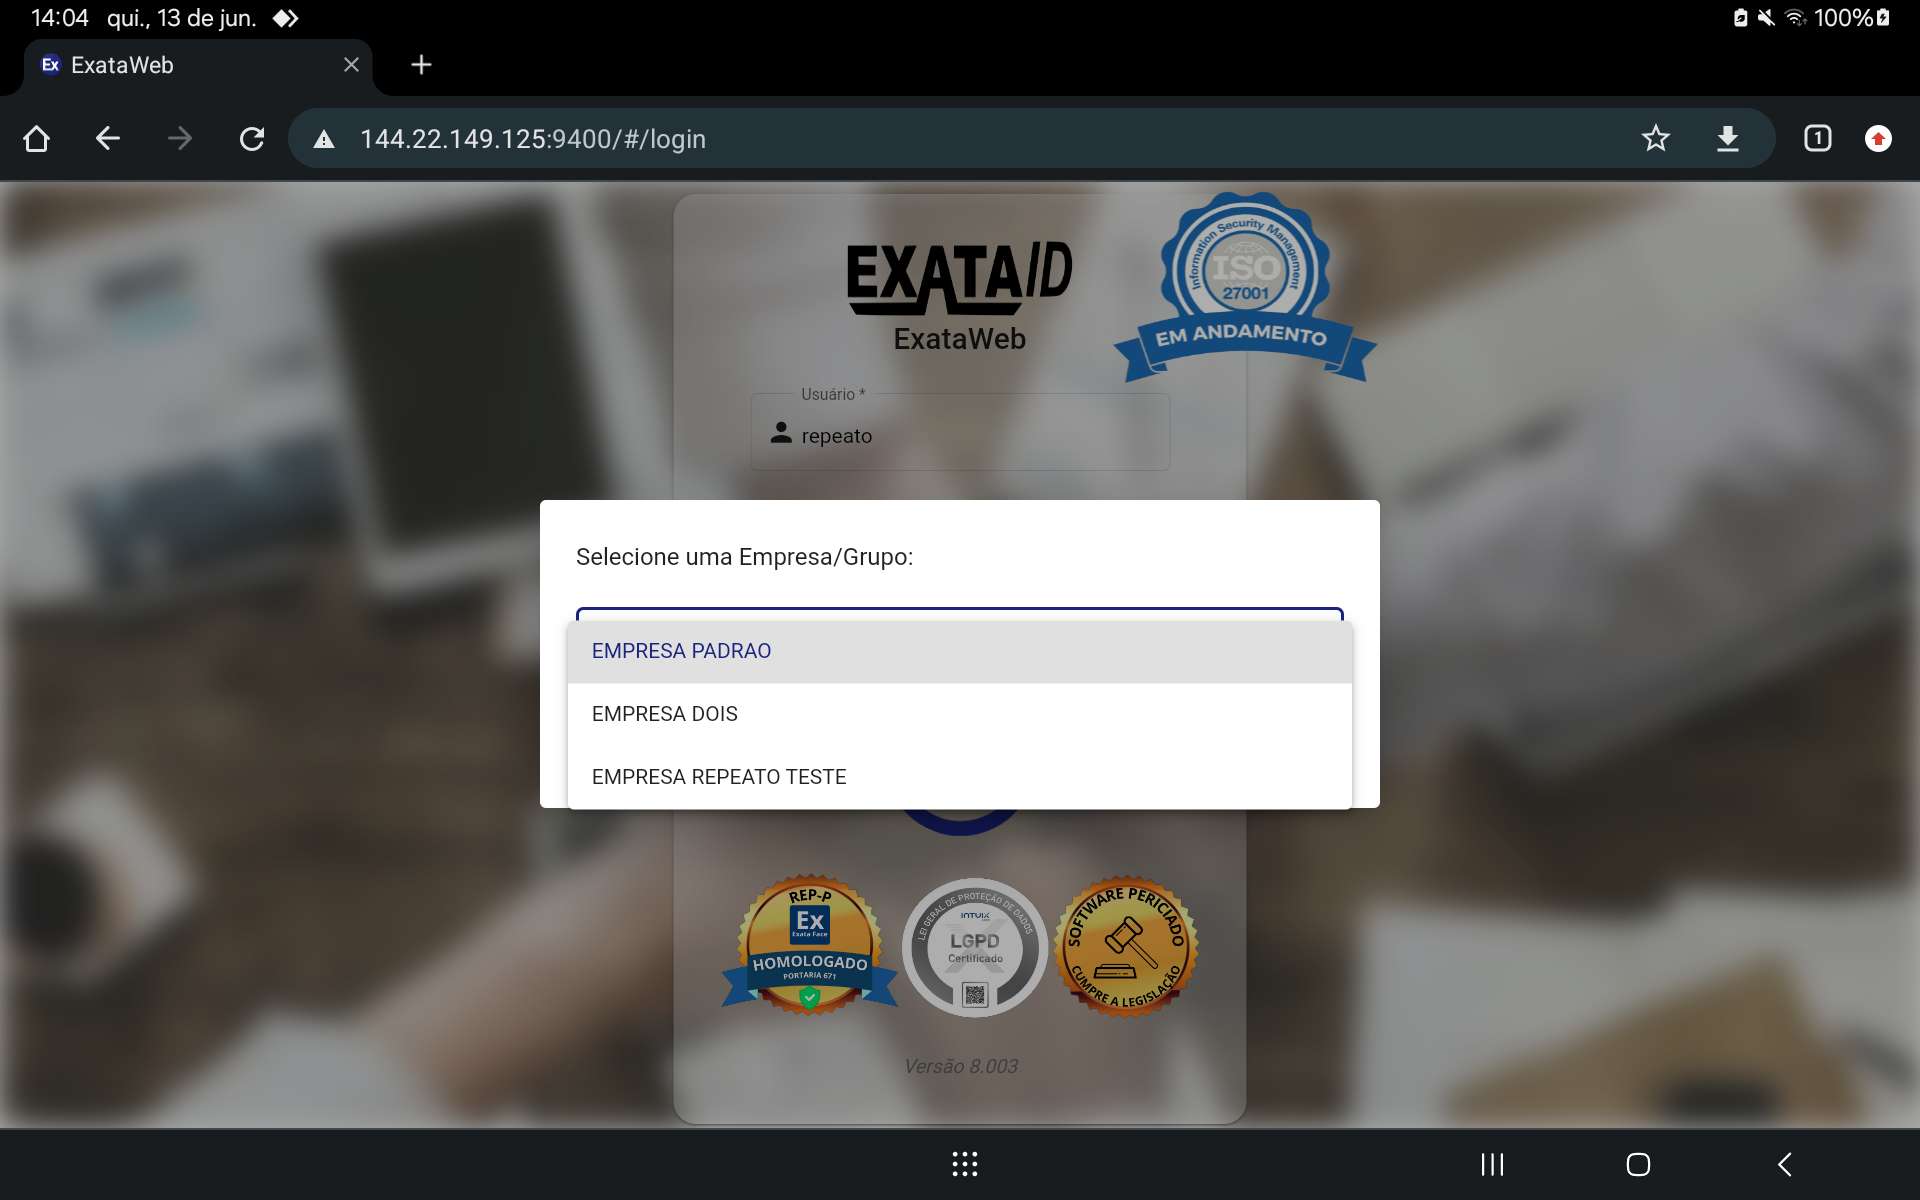 14:04 qui., 13 de jun. 100%
Ex ExataWeb
144.22.149.125:9400/#/login
1
EXATAID
ExataWeb
Information Security Management
ISO
27001
EM ANDAMENTO
Usuário *
repeato
Selecione uma Empresa/Grupo:
EMPRESA PADRAO
EMPRESA DOIS
EMPRESA REPEATO TESTE
REP-P
Ex
Exata Face
HOMOLOGADO
PORTARIA 671
LEI GERAL DE PROTEÇÃO DE DADOS
INTUIX
LGPD
Certificado
SOFTWARE PERICIADO
CUMPRE A LEGISLAÇÃO
Versão 8.003